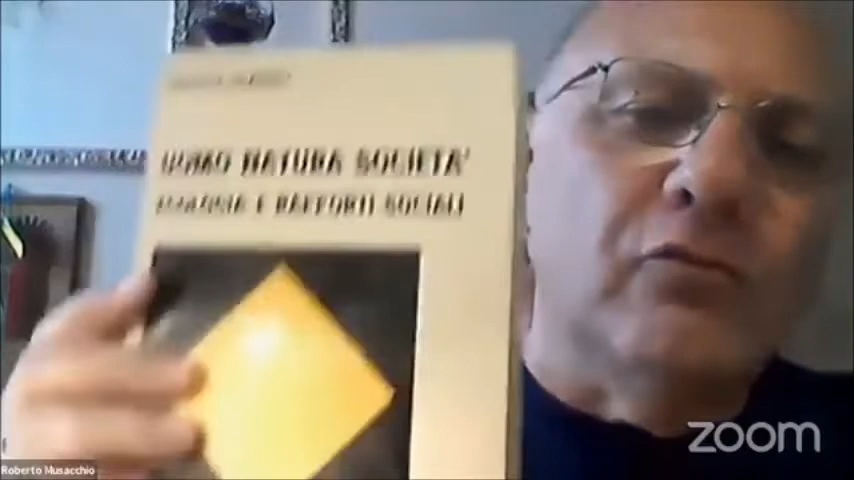 UOMO NATURA SOCIETA'
ECOLOGIA E RAPPORTI SOCIALI
zoom
Roberto Musacchio